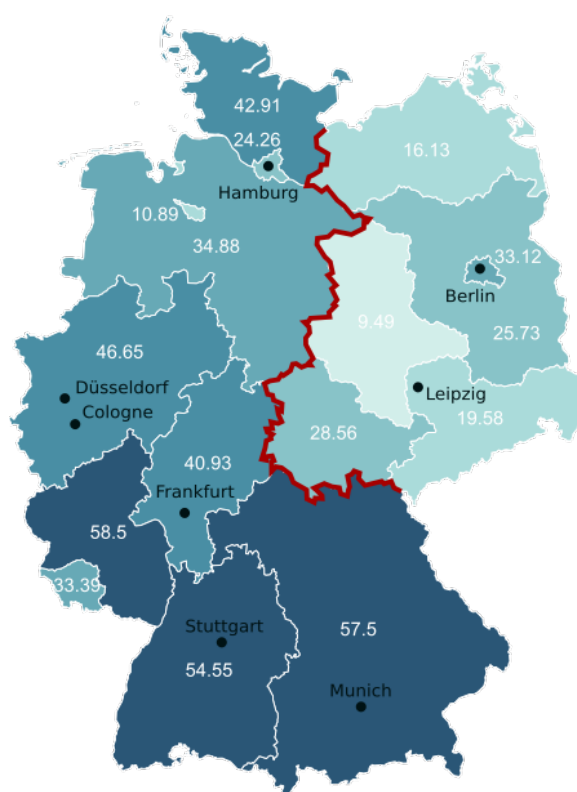 42.91
24.26
16.13
Hamburg
10.89
34.88
33.12
Berlin
9.49
25.73
46.65
Düsseldorf
Leipzig
Cologne
19.58
28.56
40.93
Frankfurt
58.5
33.39
Stuttgart
57.5
54.55
Munich